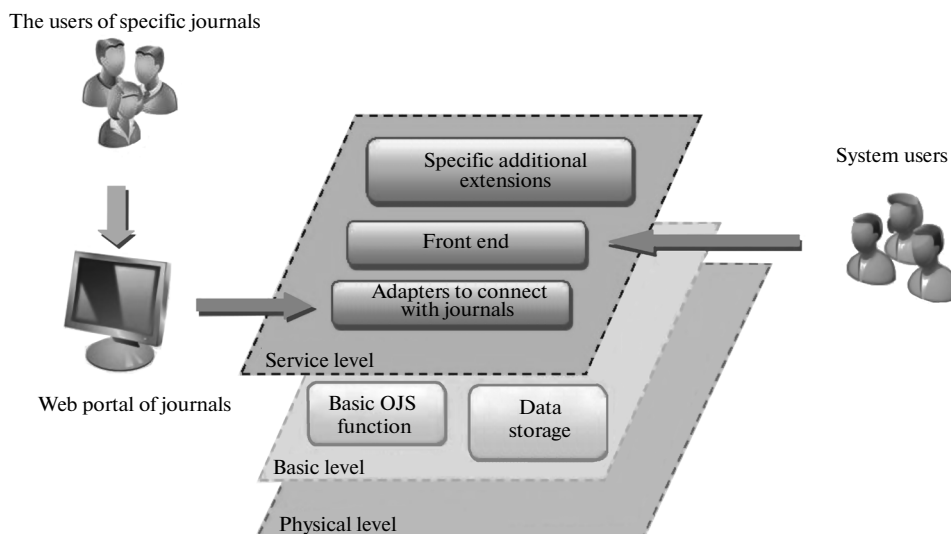 The users of specific journals
Specific additional
extensions
System users
Front end
Adapters to connect
with journals
Service level
Web portal of journals
Basic OJS
function
Data
storage
Basic level
Physical level